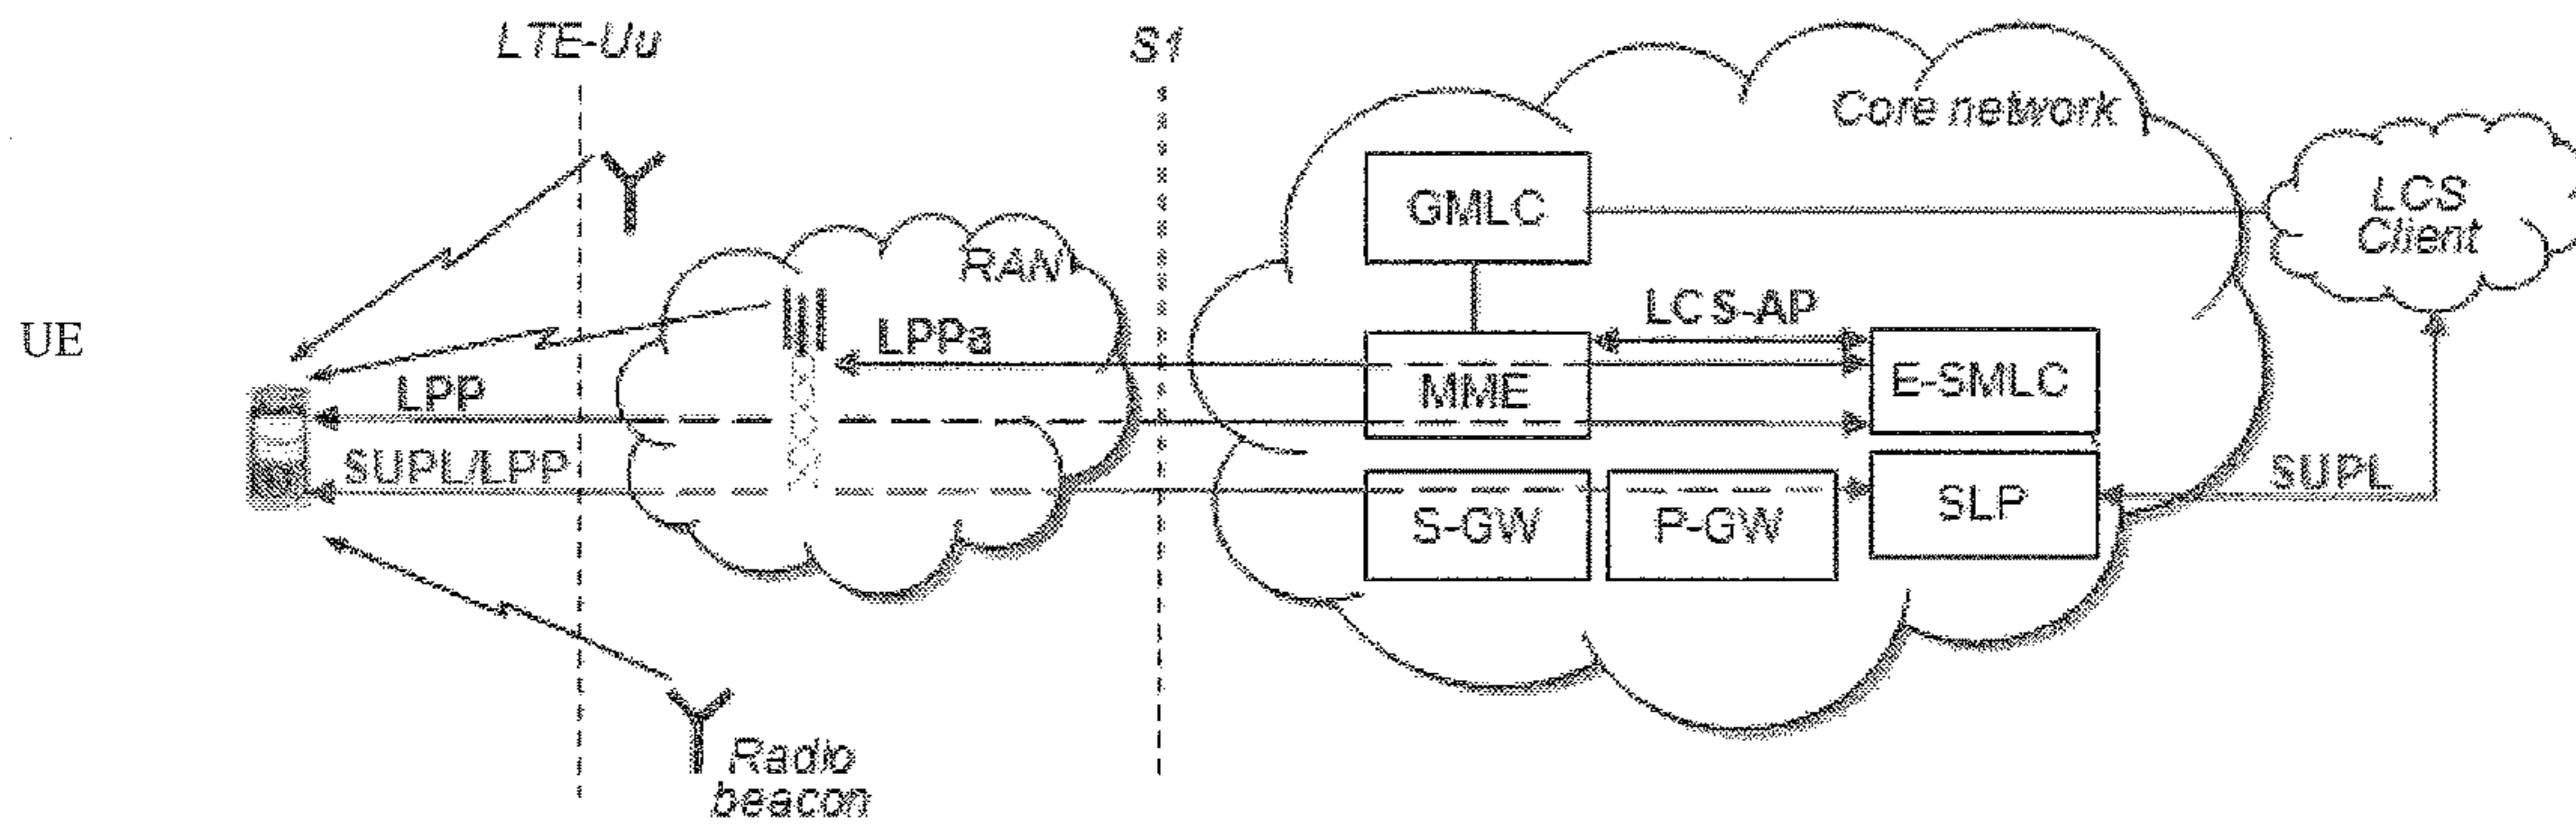 LTE-Uu
S1
Core network
GMLC
LCS
Client
RAN
LCS-AP
UE
LPPa
MME
E-SMLC
LPP
SUPL/LPP
SUPL
S-GW
P-GW
SLP
Radio
beacon